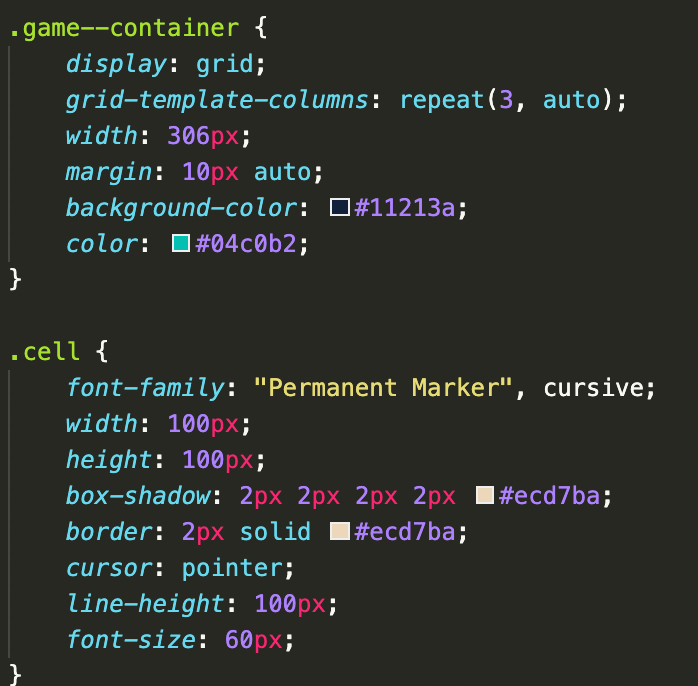 .game--container {
    display: grid;
    grid-template-columns: repeat(3, auto);
    width: 306px;
    margin: 10px auto;
    background-color: #11213a;
    color: #04c0b2;
}

.cell {
    font-family: "Permanent Marker", cursive;
    width: 100px;
    height: 100px;
    box-shadow: 2px 2px 2px 2px #ecd7ba;
    border: 2px solid #ecd7ba;
    cursor: pointer;
    line-height: 100px;
    font-size: 60px;
}